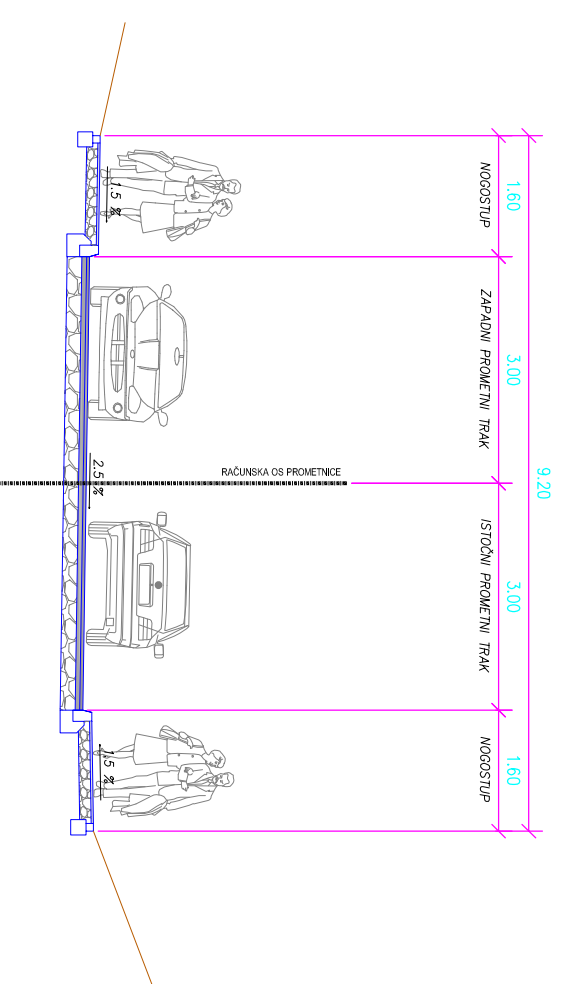 9.20
1.60
3.00
3.00
1.60
NOGOSTUP
ZAPADNI PROMETNI TRAK
ISTOČNI PROMETNI TRAK
NOGOSTUP
RAČUNSKA OS PROMETNICE
1.5 %
2.5 %
1.5 %